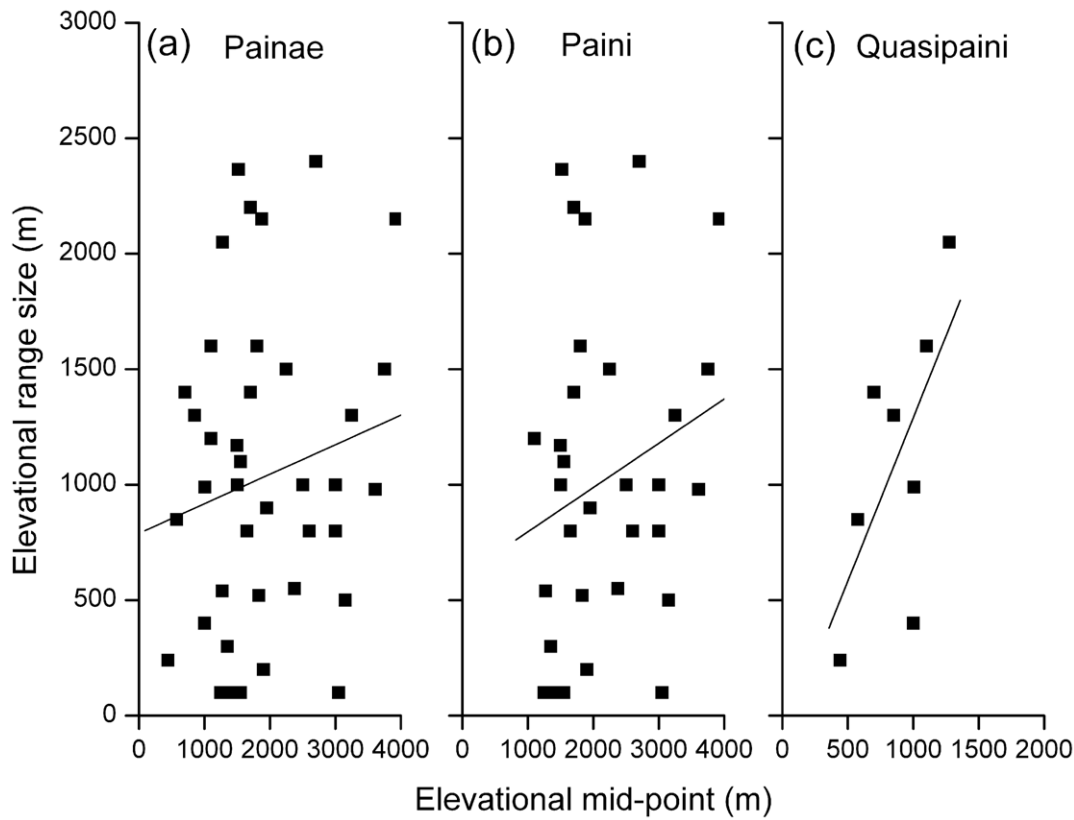 (a) Painae
(b) Paini
(c) Quasipaini
Elevational range size (m)
3000
2500
2000
1500
1000
500
0
0 1000 2000 3000 4000
0 1000 2000 3000 4000
0 500 1000 1500 2000
Elevational mid-point (m)